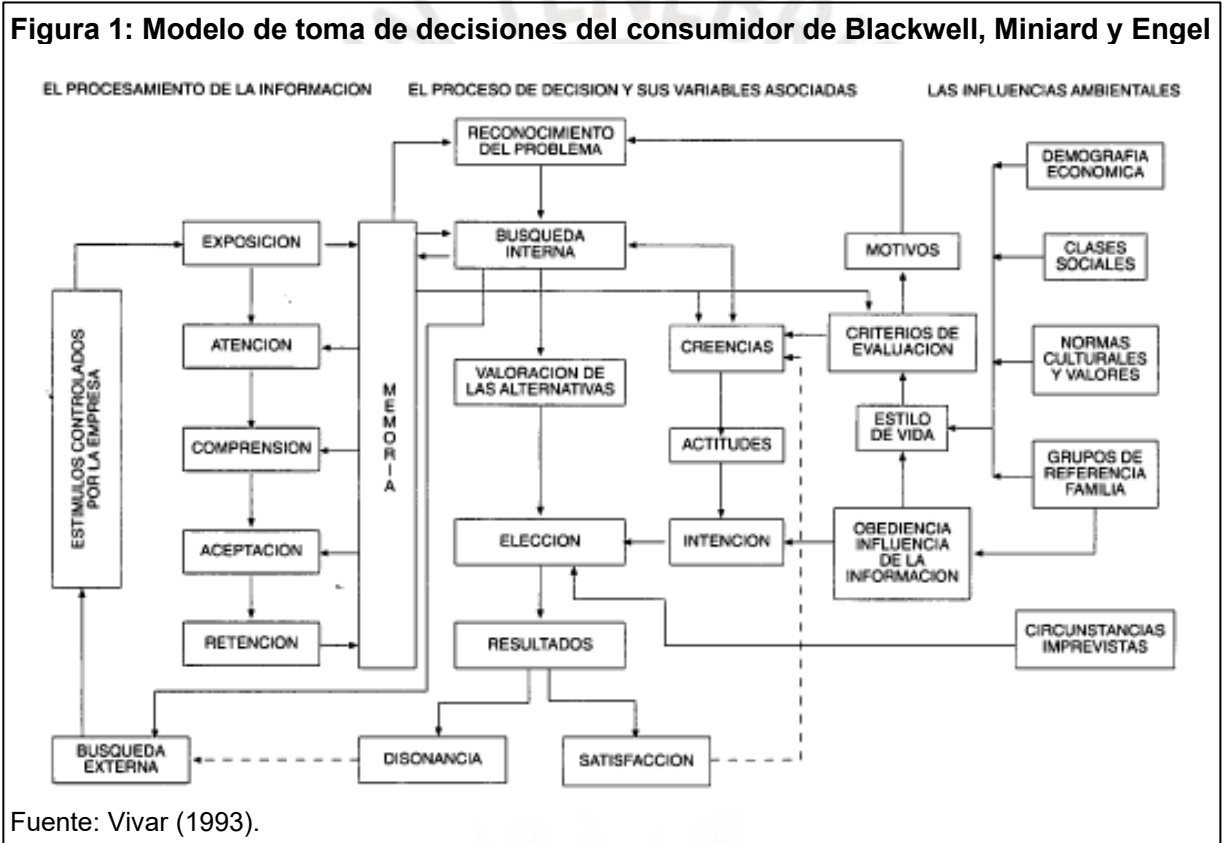 Figura 1: Modelo de toma de decisiones del consumidor de Blackwell, Miniard y Engel
EL PROCESAMIENTO DE LA INFORMACION
EL PROCESO DE DECISION Y SUS VARIABLES ASOCIADAS
LAS INFLUENCIAS AMBIENTALES
ESTIMULOS CONTROLADOS
POR LA EMPRESA
EXPOSICION
ATENCION
COMPRENSION
ACEPTACION
RETENCION
BUSQUEDA
EXTERNA
MEMORIA
RECONOCIMIENTO
DEL PROBLEMA
BUSQUEDA
INTERNA
VALORACION DE
LAS ALTERNATIVAS
ELECCION
RESULTADOS
DISONANCIA
SATISFACCION
CREENCIAS
ACTITUDES
INTENCION
MOTIVOS
CRITERIOS DE
EVALUACION
ESTILO
DE VIDA
OBEDIENCIA
INFLUENCIA
DE LA
INFORMACION
DEMOGRAFIA
ECONOMICA
CLASES
SOCIALES
NORMAS
CULTURALES
Y VALORES
GRUPOS DE
REFERENCIA
FAMILIA
CIRCUNSTANCIAS
IMPREVISTAS
Fuente: Vivar (1993).